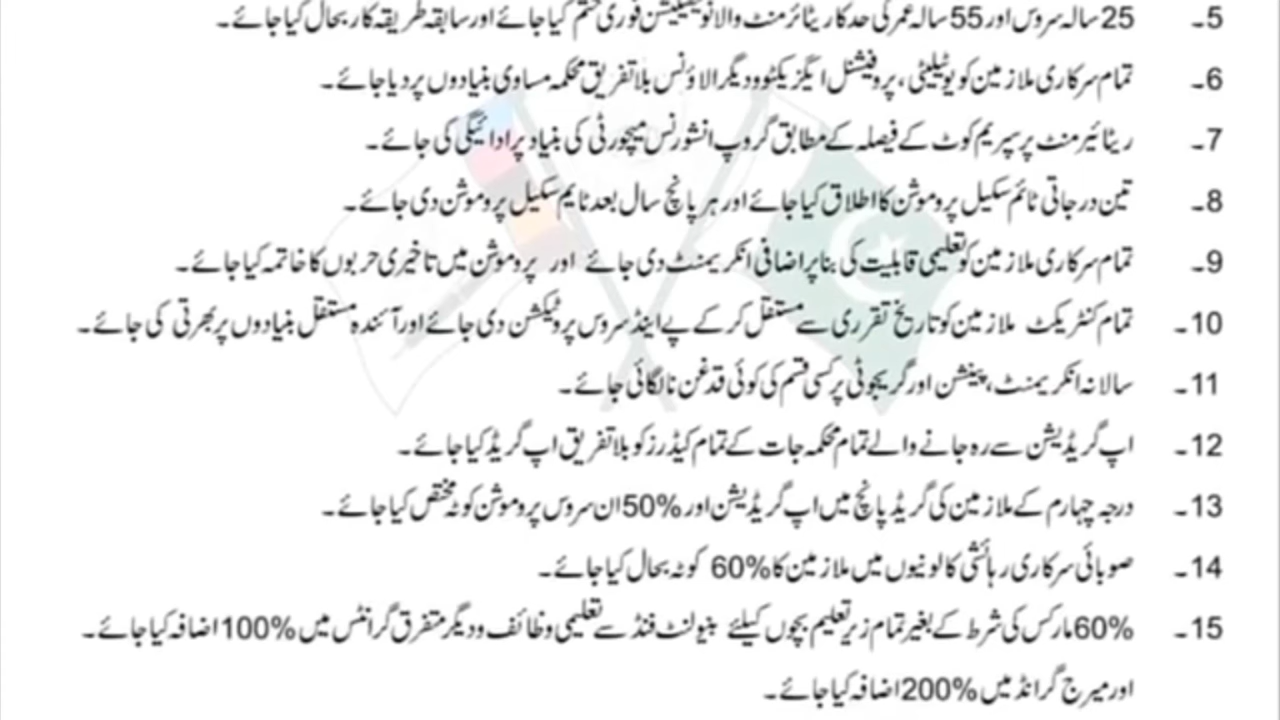 5۔ 25 سالہ سروس اور 55 سالہ عمر کی حد کا ریٹائرمنٹ والا نوٹیفکیشن فوری ختم کیا جائے اور سابقہ طریقہ کار بحال کیا جائے۔
6۔ تمام سرکاری ملازمین کو یوٹیلیٹی، پروفیشنل ایگزیکٹو و دیگر الاؤنس بلا تفریق محکمہ مساوی بنیادوں پر دیا جائے۔
7۔ ریٹائیرمنٹ پر سپریم کوٹ کے فیصلہ کے مطابق گروپ انشورنس میچورٹی کی بنیاد پر ادائیگی کی جائے۔
8۔ تین درجاتی ٹائم سکیل پروموشن کا اطلاق کیا جائے اور ہر پانچ سال بعد ٹایم سکیل پروموشن دی جائے۔
9۔ تمام سرکاری ملازمین کو تعلیمی قابلیت کی بنا پر اضافی انکریمنٹ دی جائے اور پروموشن میں تاخیری حربوں کا خاتمہ کیا جائے۔
10۔ تمام کنٹریکٹ ملازمین کو تاریخ تقرری سے مستقل کر کے پے اینڈ سروس پروٹیکشن دی جائے اور آئندہ مستقل بنیادوں پر بھرتی کی جائے۔
11۔ سالانہ انکریمنٹ، پینشن اور گریجوٹی پر کسی قسم کی کوئی قدغن نا لگائی جائے۔
12۔ اپ گریڈیشن سے رہ جانے والے تمام محکمہ جات کے تمام کیڈرز کو بلا تفریق اپ گریڈ کیا جائے۔
13۔ درجہ چہارم کے ملازمین کی گریڈ پانچ میں اپ گریڈیشن اور 50% ان سروس پروموشن کوٹہ مختص کیا جائے۔
14۔ صوبائی سرکاری رہائشی کالونیوں میں ملازمین کا 60% کوٹہ بحال کیا جائے۔
15۔ 60% مارکس کی شرط کے بغیر تمام زیر تعلیم بچوں کیلئے بینولنٹ فنڈ سے تعلیمی وظائف و دیگر متفرق گرانٹس میں 100% اضافہ کیا جائے۔
اور میرج گرانڈ میں 200% اضافہ کیا جائے۔